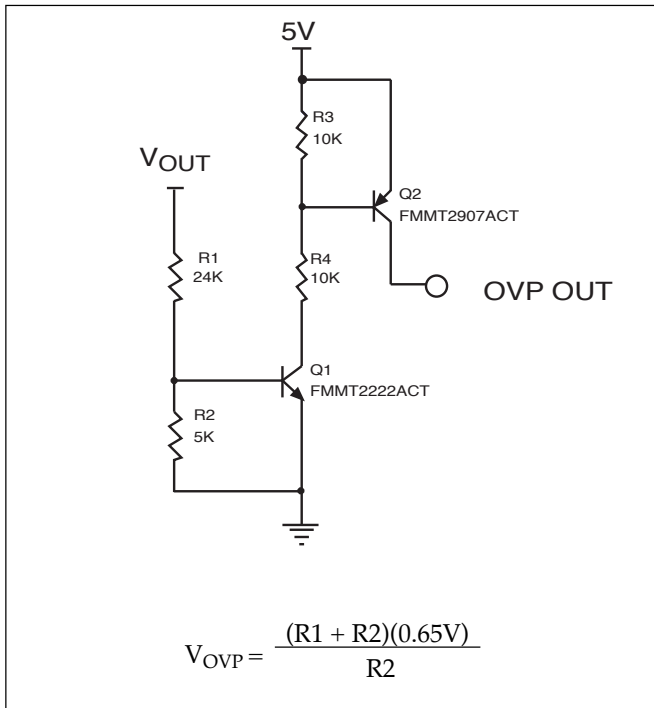 5V
R3
10K
VOUT
Q2
FMMT2907ACT
R1
24K
R4
10K
OVP OUT
Q1
FMMT2222ACT
R2
5K
VOVP = (R1 + R2)(0.65V)
R2